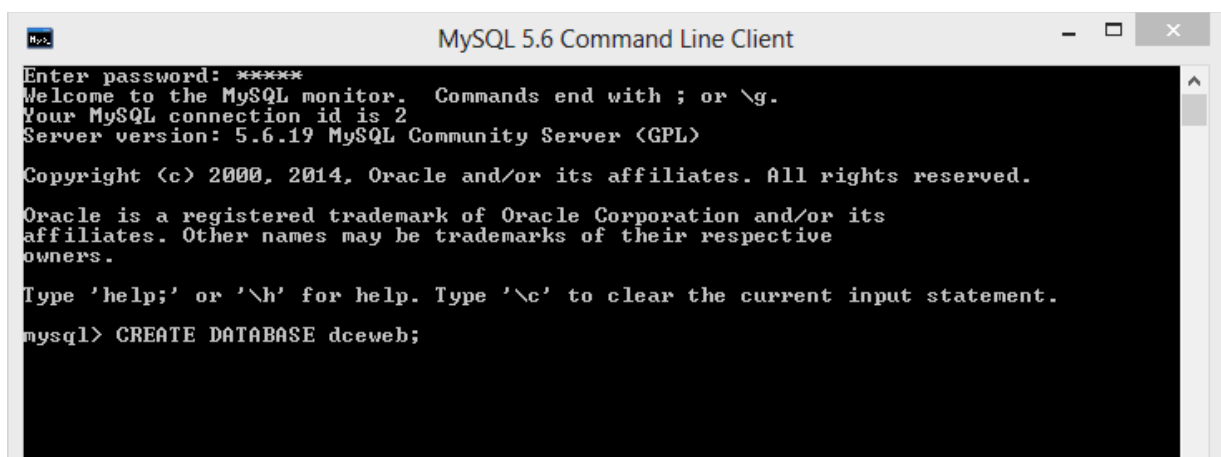 MySQL 5.6 Command Line Client
Enter password: *****
Welcome to the MySQL monitor.  Commands end with ; or \g.
Your MySQL connection id is 2
Server version: 5.6.19 MySQL Community Server (GPL)
Copyright (c) 2000, 2014, Oracle and/or its affiliates. All rights reserved.
Oracle is a registered trademark of Oracle Corporation and/or its
affiliates. Other names may be trademarks of their respective
owners.
Type 'help;' or '\h' for help. Type '\c' to clear the current input statement.
mysql> CREATE DATABASE dceweb;